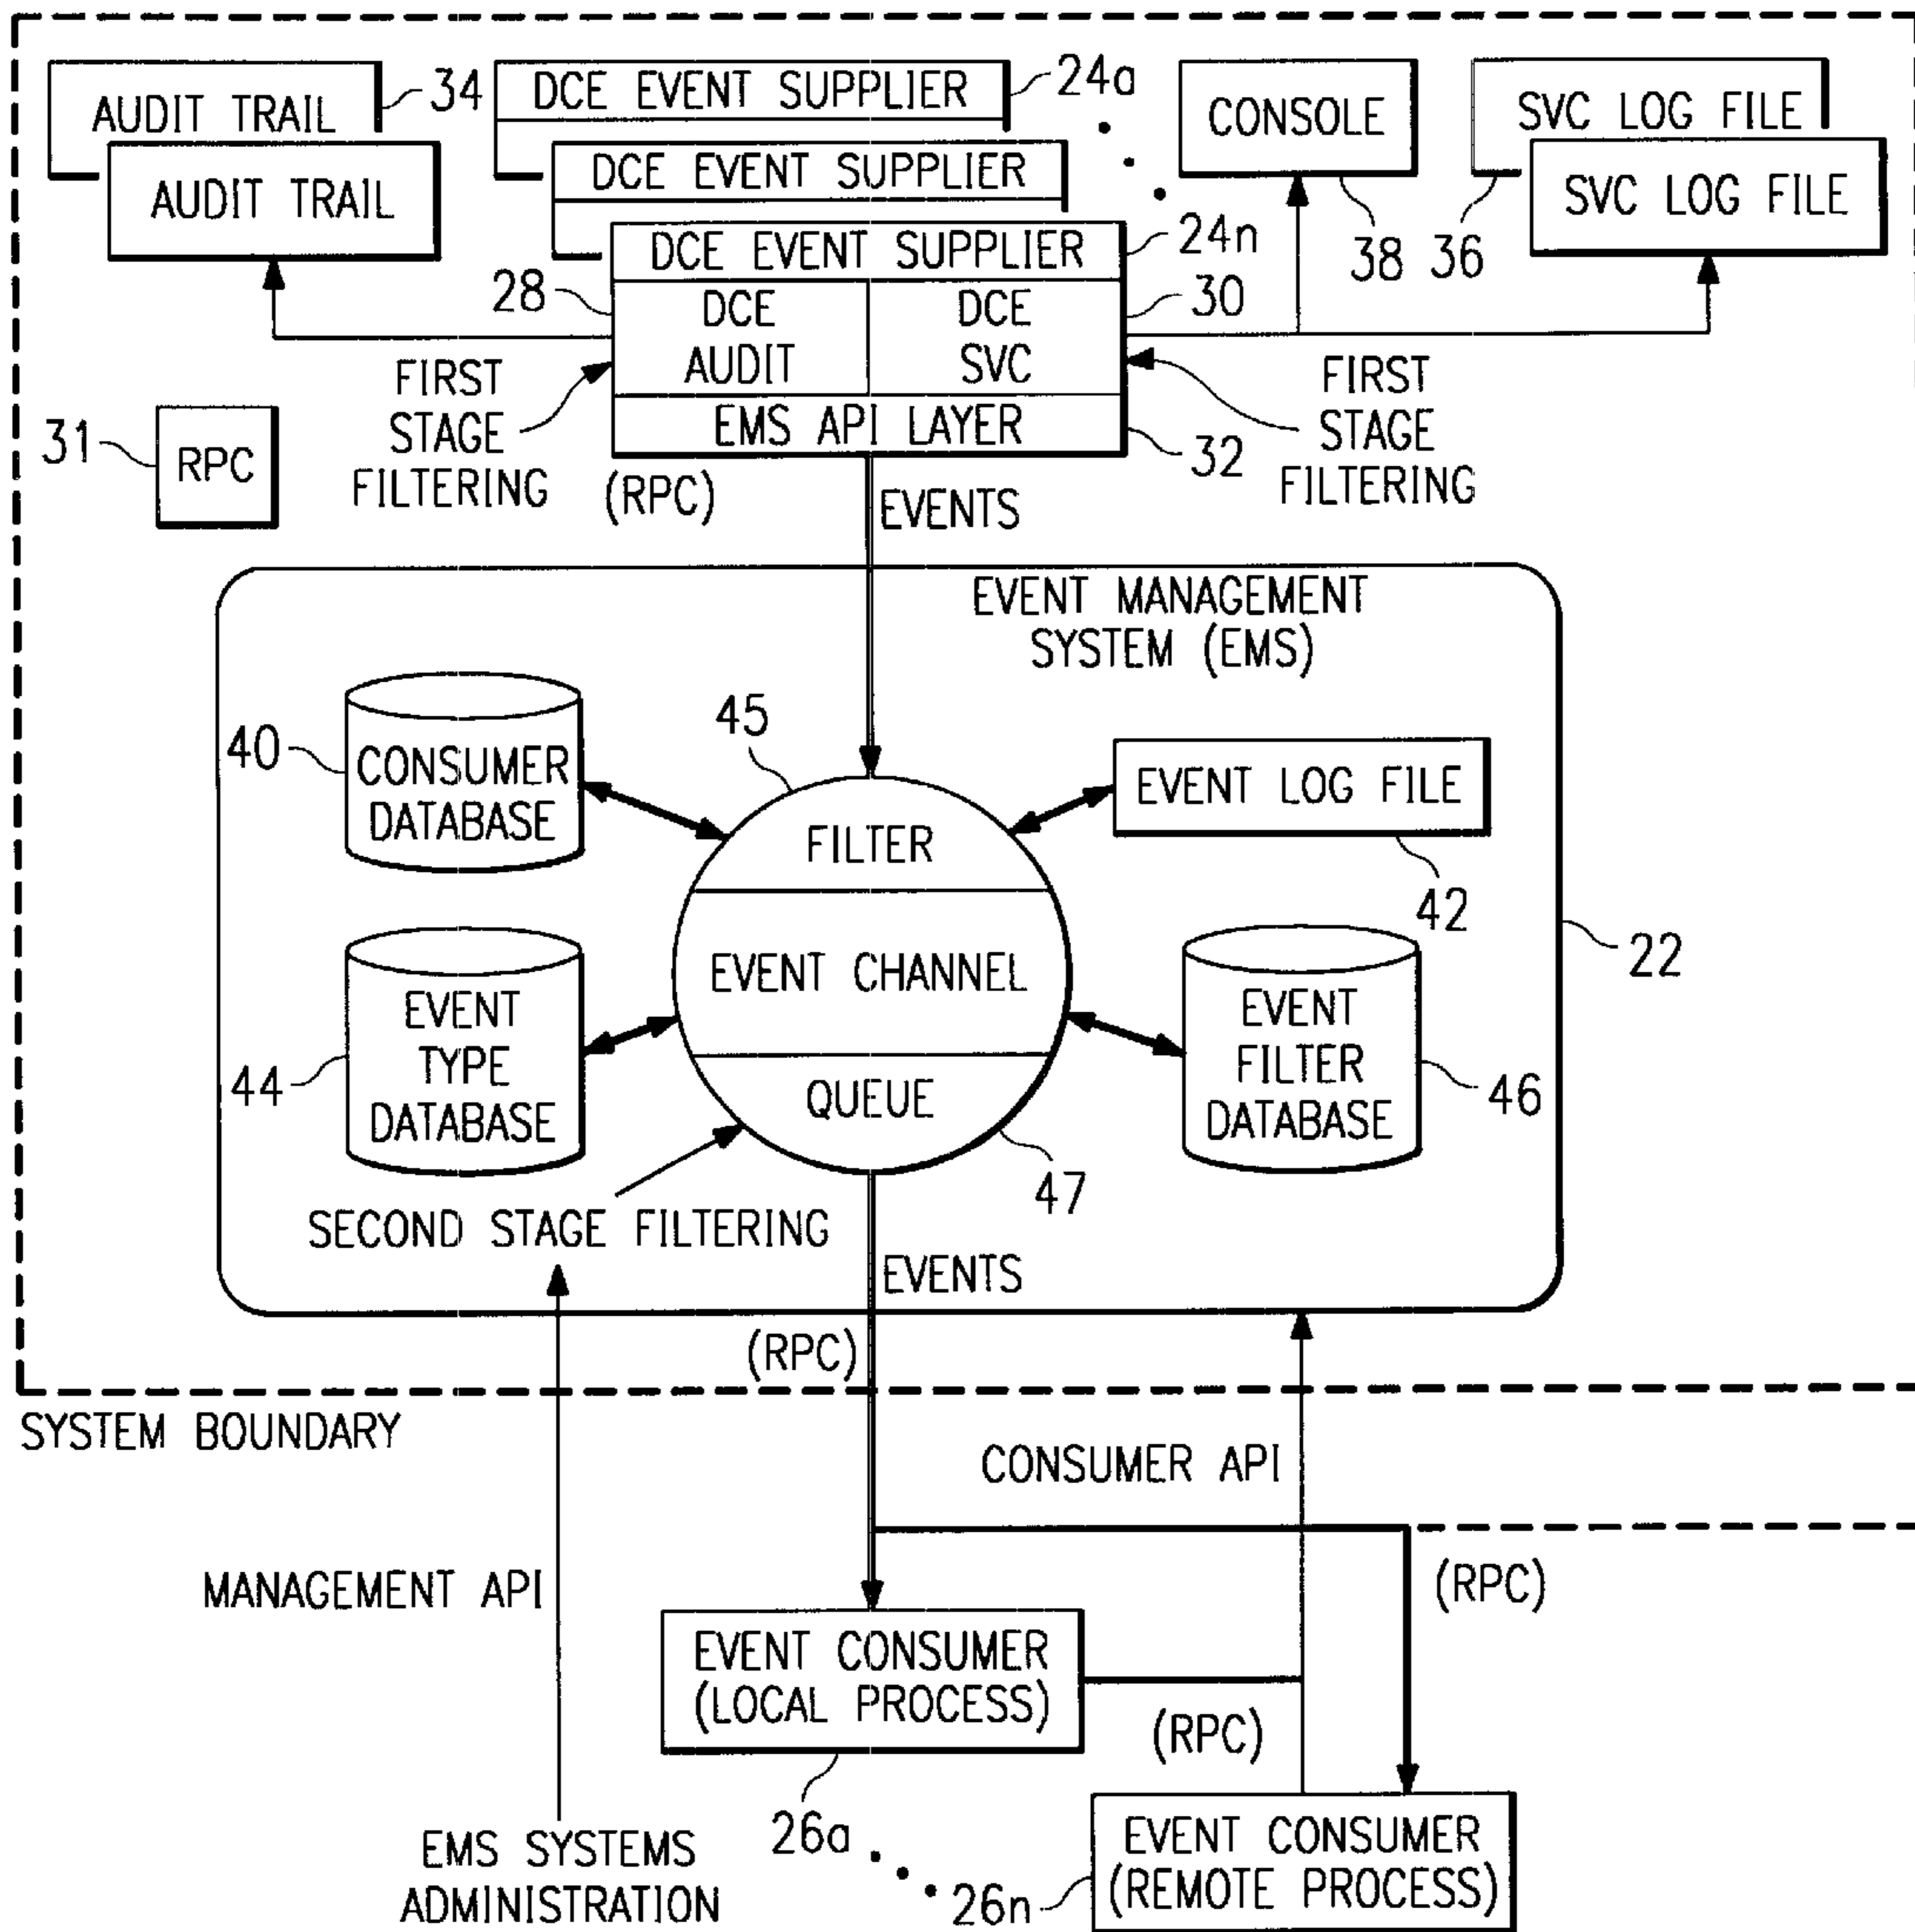 AUDIT TRAIL
34
AUDIT TRAIL
DCE EVENT SUPPLIER
24a
DCE EVENT SUPPLIER
DCE EVENT SUPPLIER
24n
CONSOLE
38
SVC LOG FILE
36
SVC LOG FILE
28
DCE
AUDIT
DCE
SVC
30
EMS API LAYER
32
FIRST
STAGE
FILTERING
FIRST
STAGE
FILTERING
31
RPC
(RPC)
EVENTS
EVENT MANAGEMENT
SYSTEM (EMS)
40
CONSUMER
DATABASE
45
FILTER
EVENT CHANNEL
QUEUE
47
EVENT LOG FILE
42
22
44
EVENT
TYPE
DATABASE
EVENT
FILTER
DATABASE
46
SECOND STAGE FILTERING
EVENTS
(RPC)
SYSTEM BOUNDARY
CONSUMER API
MANAGEMENT API
(RPC)
EVENT CONSUMER
(LOCAL PROCESS)
(RPC)
26a
EMS SYSTEMS
ADMINISTRATION
26n
EVENT CONSUMER
(REMOTE PROCESS)